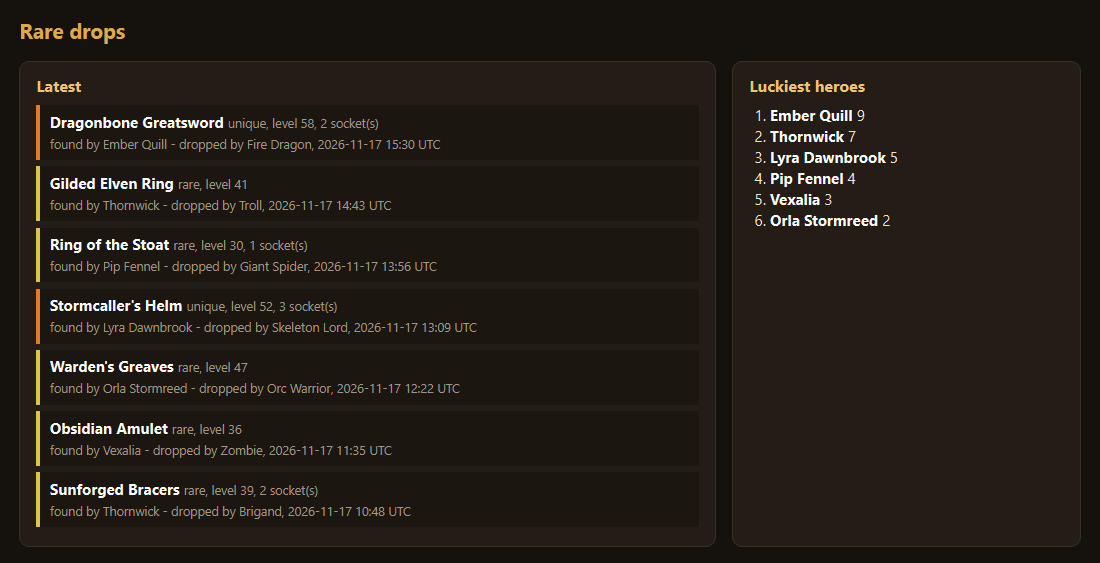 Rare drops
Latest
Dragonbone Greatsword unique, level 58, 2 socket(s)
found by Ember Quill - dropped by Fire Dragon, 2026-11-17 15:30 UTC
Gilded Elven Ring rare, level 41
found by Thornwick - dropped by Troll, 2026-11-17 14:43 UTC
Ring of the Stoat rare, level 30, 1 socket(s)
found by Pip Fennel - dropped by Giant Spider, 2026-11-17 13:56 UTC
Stormcaller's Helm unique, level 52, 3 socket(s)
found by Lyra Dawnbrook - dropped by Skeleton Lord, 2026-11-17 13:09 UTC
Warden's Greaves rare, level 47
found by Orla Stormreed - dropped by Orc Warrior, 2026-11-17 12:22 UTC
Obsidian Amulet rare, level 36
found by Vexalia - dropped by Zombie, 2026-11-17 11:35 UTC
Sunforged Bracers rare, level 39, 2 socket(s)
found by Thornwick - dropped by Brigand, 2026-11-17 10:48 UTC
Luckiest heroes
1. Ember Quill 9
2. Thornwick 7
3. Lyra Dawnbrook 5
4. Pip Fennel 4
5. Vexalia 3
6. Orla Stormreed 2